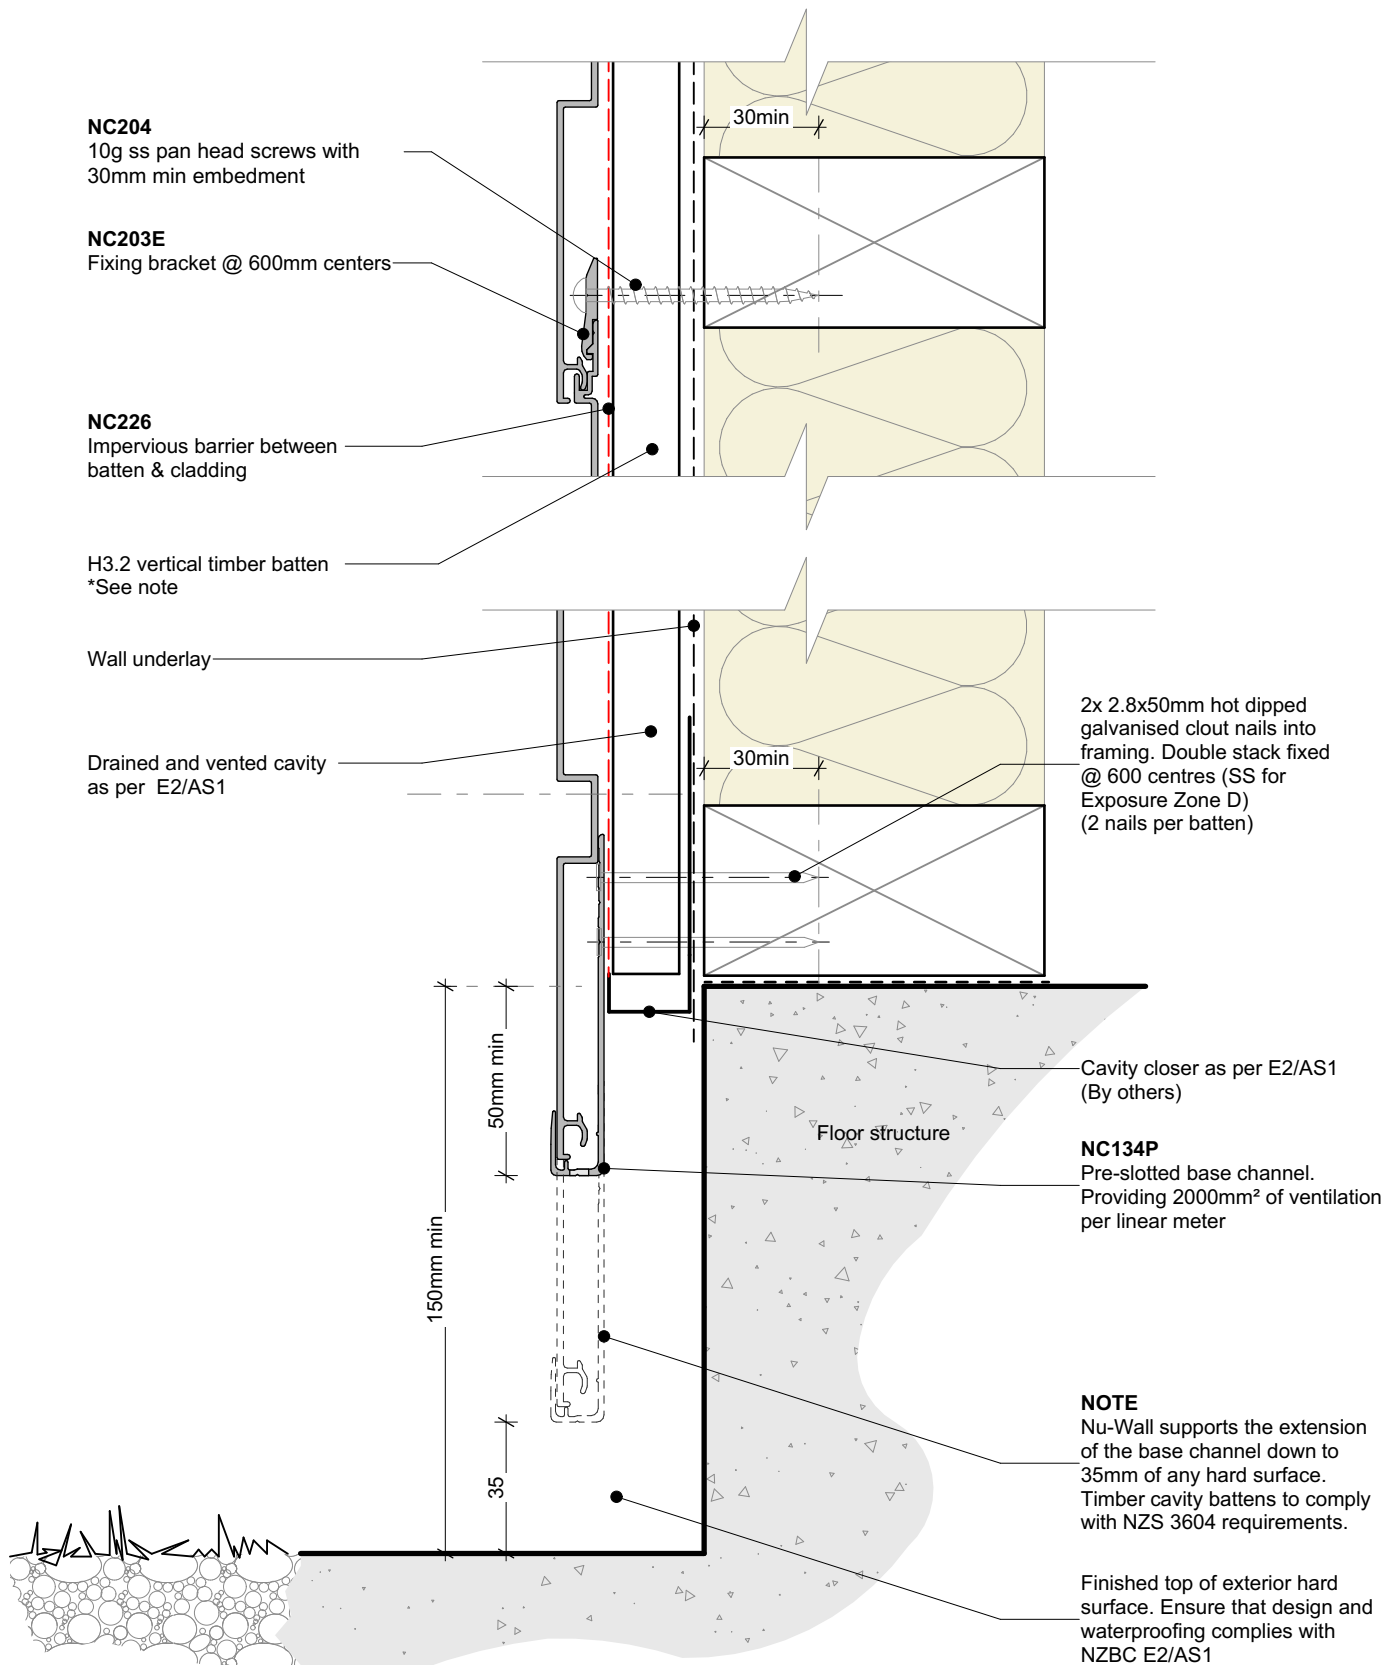 30min
NC204
10g ss pan head screws with
30mm min embedment
NC203E
Fixing bracket @ 600mm centers
NC226
Impervious barrier between
batten & cladding
H3.2 vertical timber batten
*See note
Wall underlay
Drained and vented cavity
as per E2/AS1
30min
2x 2.8x50mm hot dipped
galvanised clout nails into
framing. Double stack fixed
@ 600 centres (SS for
Exposure Zone D)
(2 nails per batten)
50mm min
150mm min
35
Floor structure
Cavity closer as per E2/AS1
(By others)
NC134P
Pre-slotted base channel.
Providing 2000mm² of ventilation
per linear meter
NOTE
Nu-Wall supports the extension
of the base channel down to
35mm of any hard surface.
Timber cavity battens to comply
with NZS 3604 requirements.
Finished top of exterior hard
surface. Ensure that design and
waterproofing complies with
NZBC E2/AS1